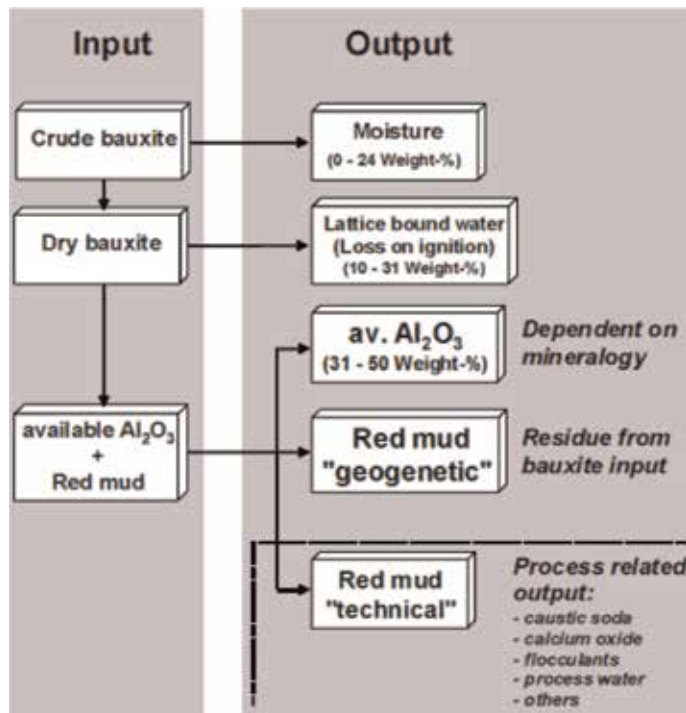 Input
Output
Crude bauxite
Moisture
(0 - 24 Weight-%)
Dry bauxite
Lattice bound water
(Loss on ignition)
(10 - 31 Weight-%)
av. Al₂O₃
(31 - 50 Weight-%)
Dependent on
mineralogy
available Al₂O₃
+
Red mud
Red mud
"geogenetic"
Residue from
bauxite input
Red mud
"technical"
Process related
output:
- caustic soda
- calcium oxide
- flocculants
- process water
- others